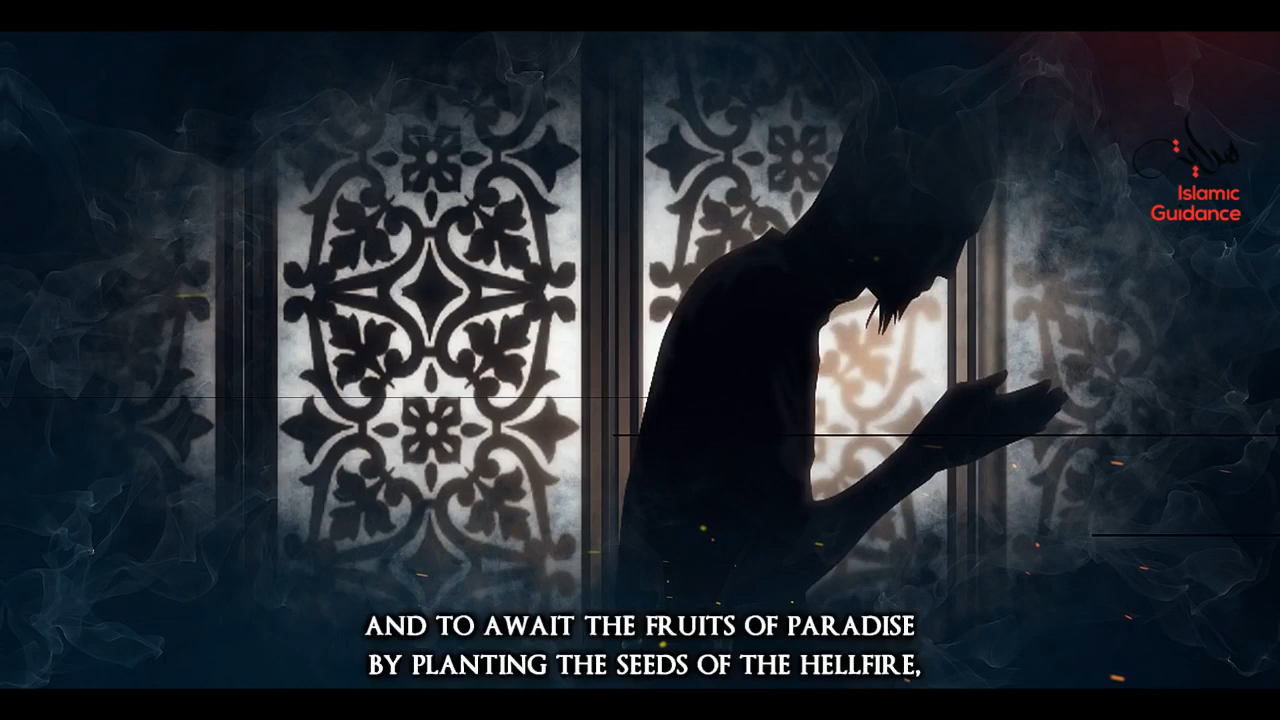 Islamic
Guidance
AND TO AWAIT THE FRUITS OF PARADISE
BY PLANTING THE SEEDS OF THE HELLFIRE,